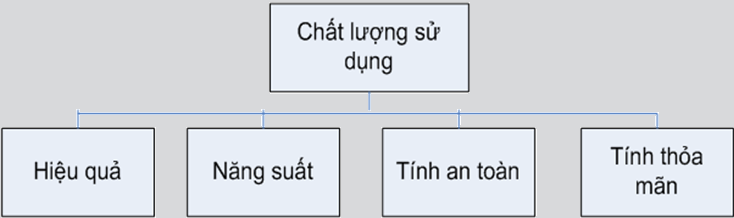 Chất lượng sử
dụng
Hiệu quả
Năng suất
Tính an toàn
Tính thỏa
mãn